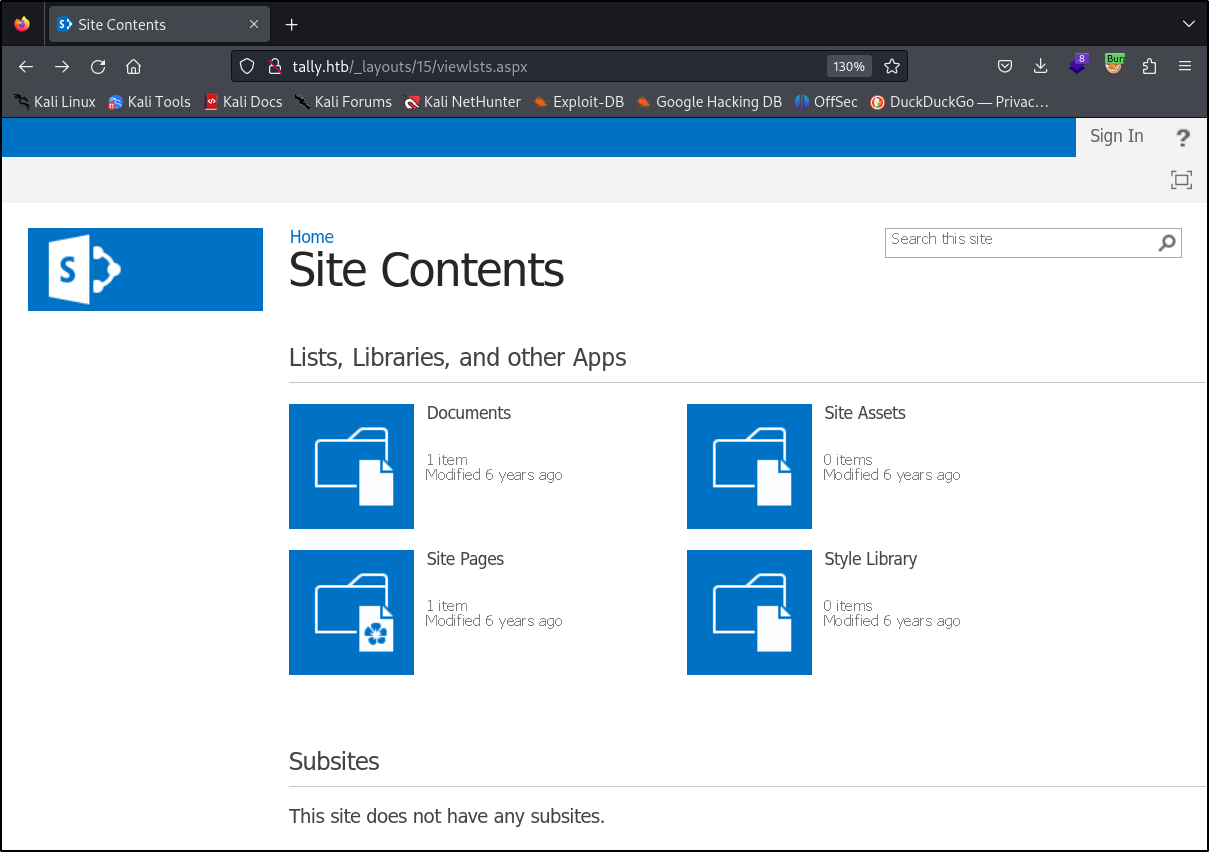 Site Contents
tally.htb/_layouts/15/viewlsts.aspx 130% 8 Bur
Kali Linux Kali Tools Kali Docs Kali Forums Kali NetHunter Exploit-DB Google Hacking DB OffSec DuckDuckGo — Privac…
Sign In ?
S
Home
Search this site
Site Contents
Lists, Libraries, and other Apps
Documents
1 item
Modified 6 years ago
Site Assets
0 items
Modified 6 years ago
Site Pages
1 item
Modified 6 years ago
Style Library
0 items
Modified 6 years ago
Subsites
This site does not have any subsites.